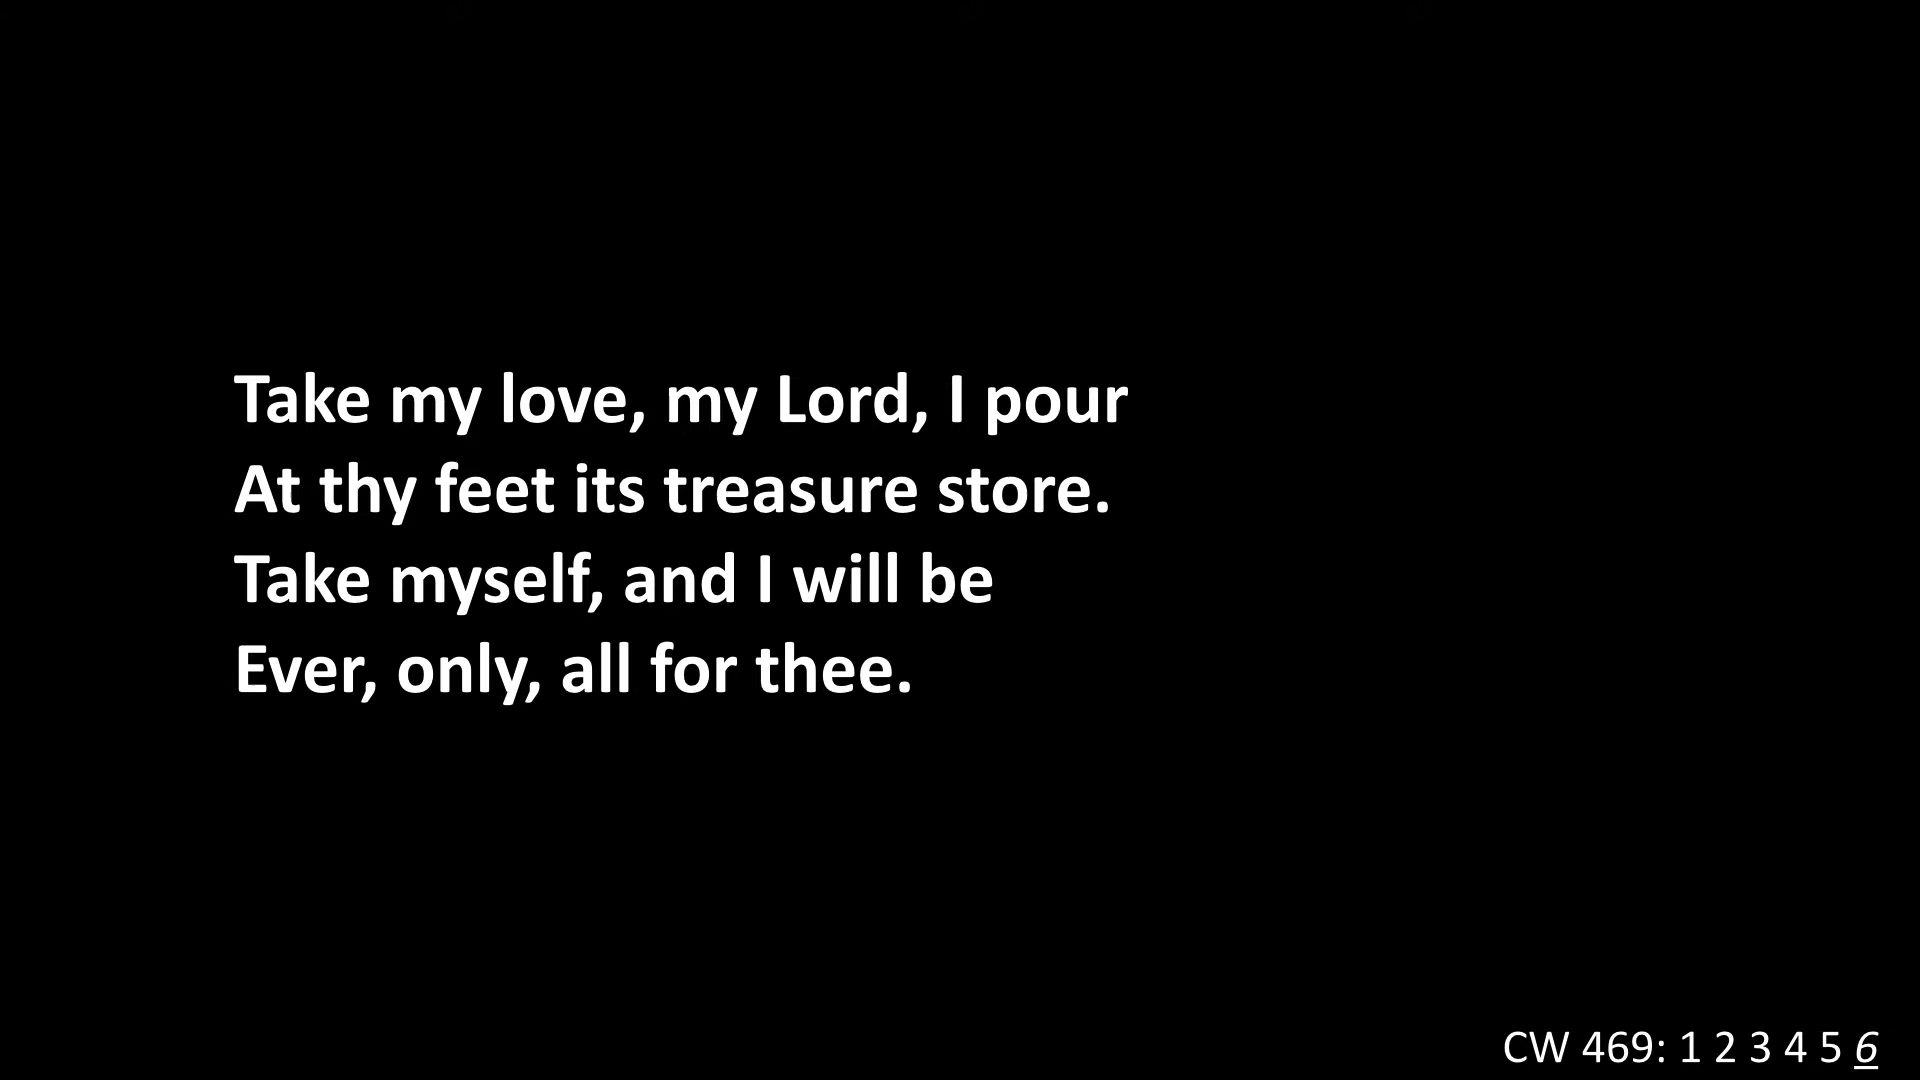 Take my love, my Lord, I pour
At thy feet its treasure store.
Take myself, and I will be
Ever, only, all for thee.
CW 469: 1 2 3 4 5 6